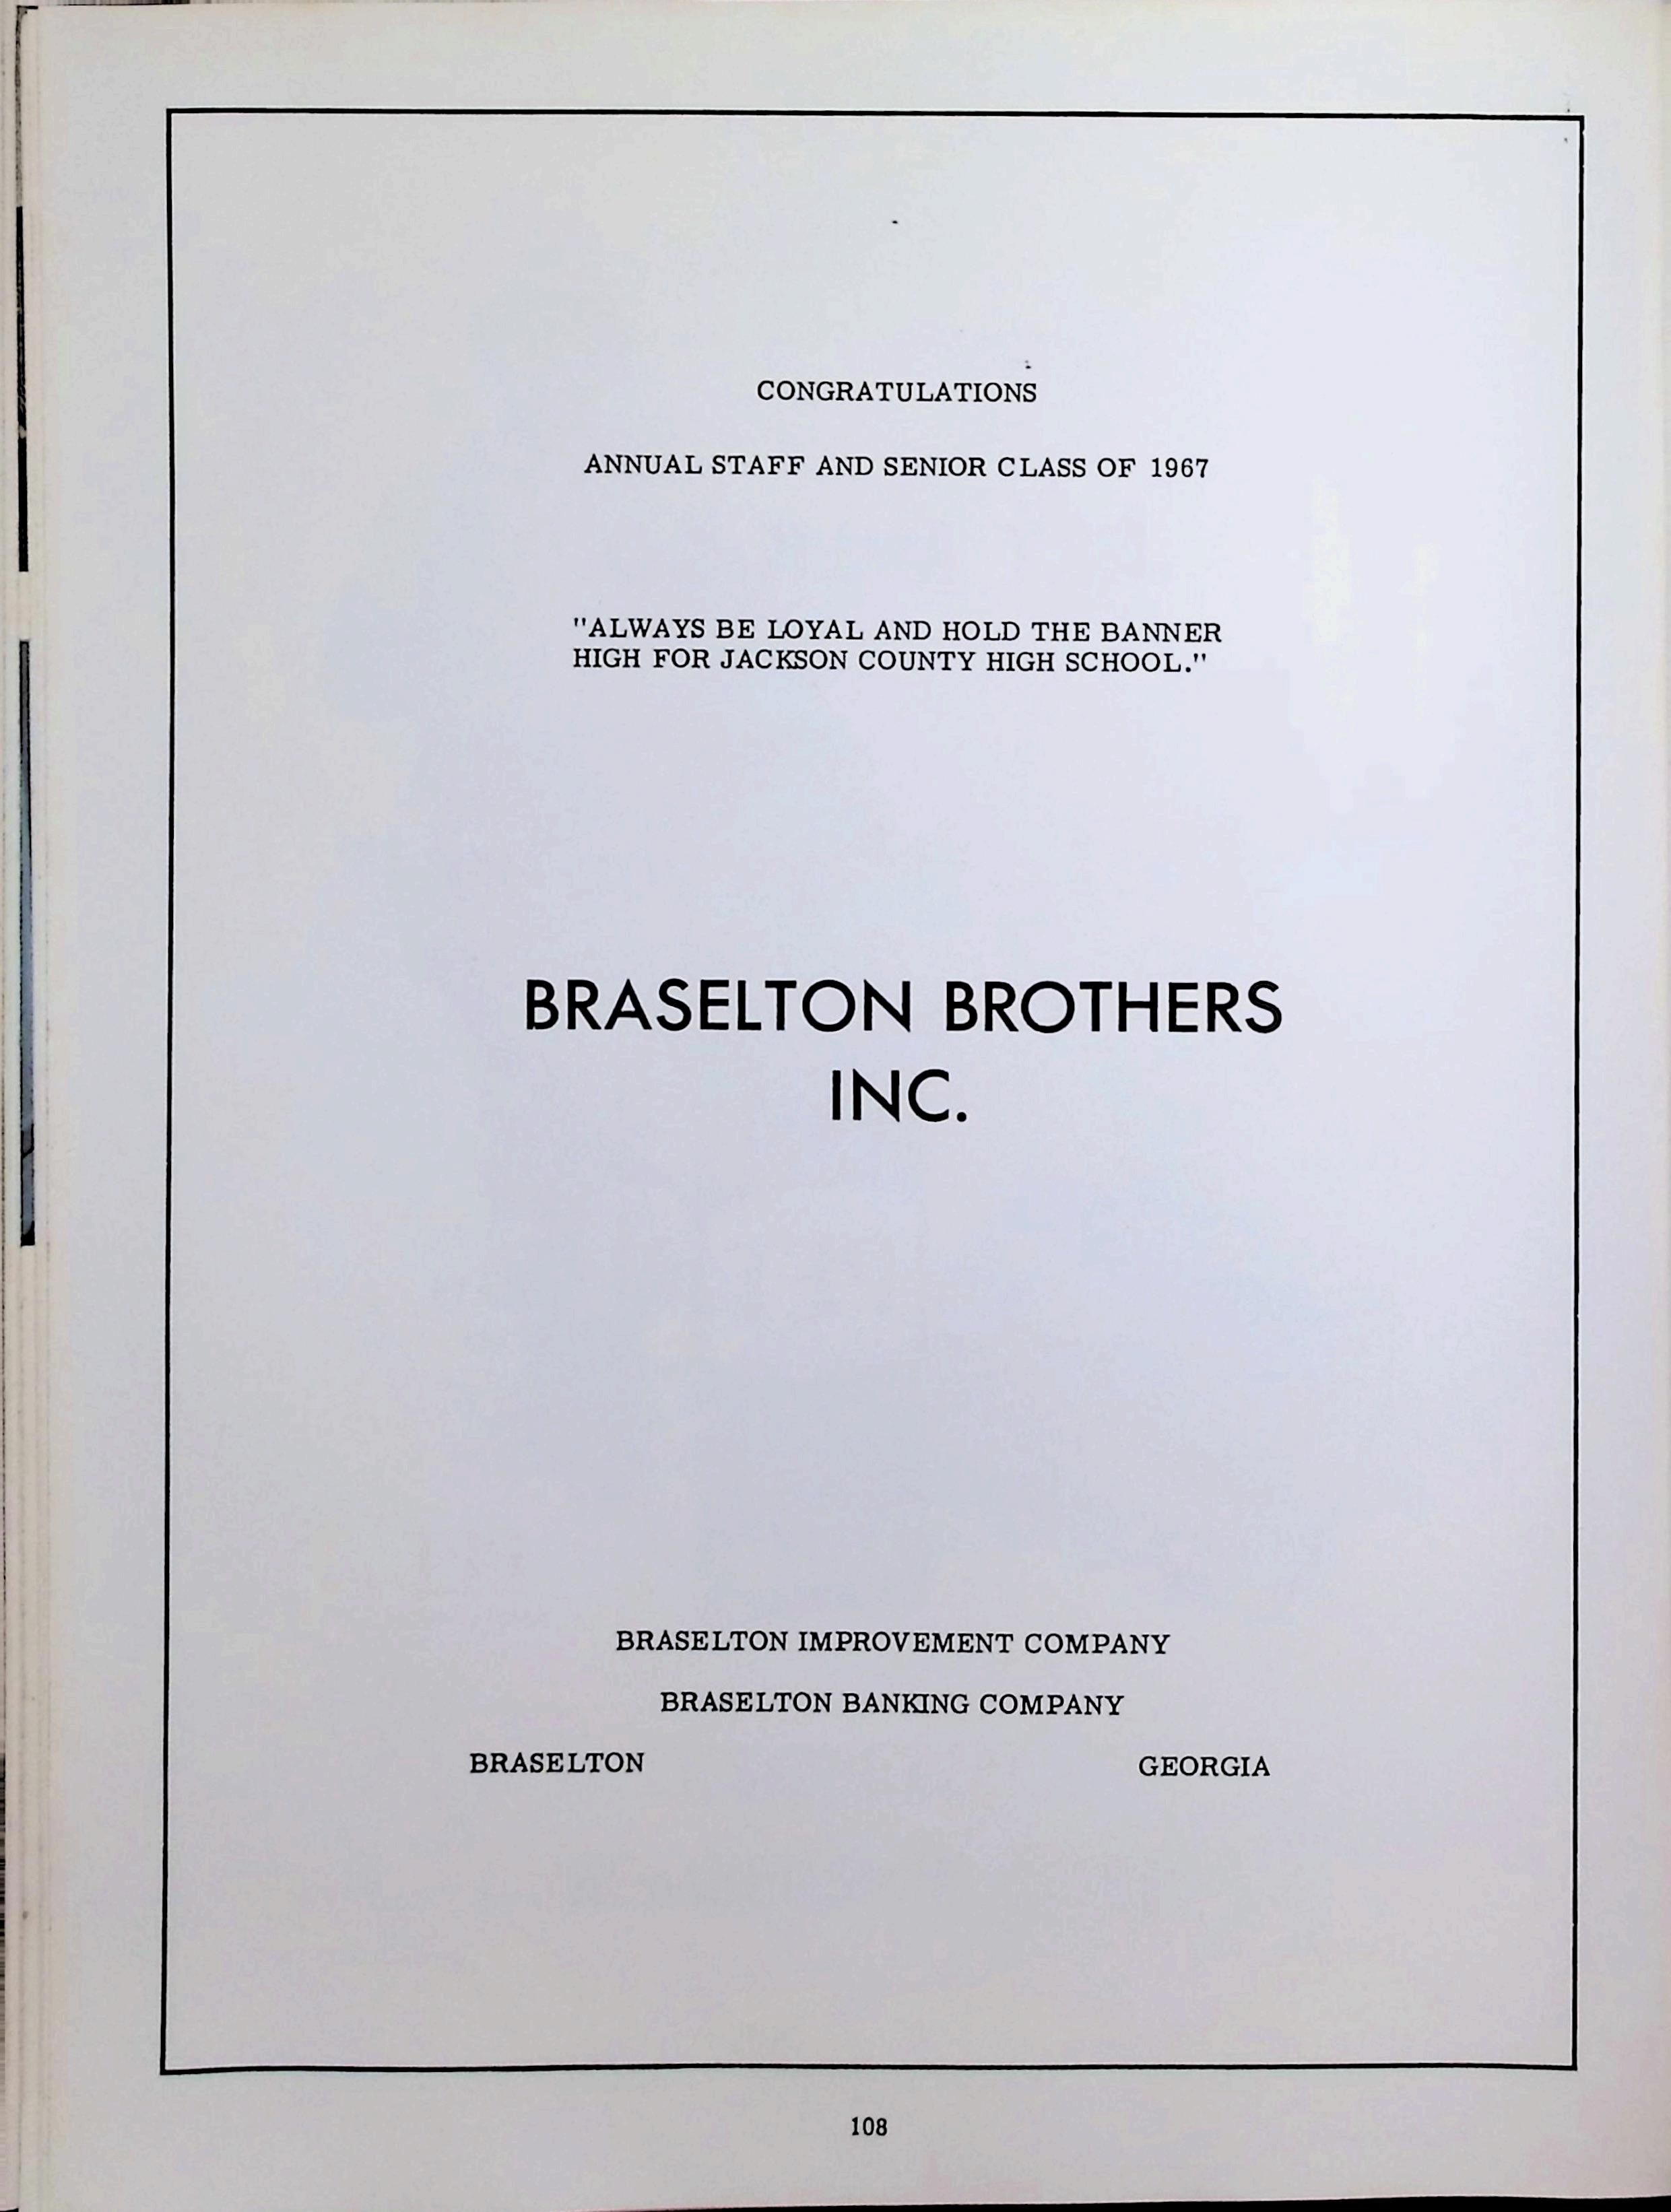 CONGRATULATIONS
ANNUAL STAFF AND SENIOR CLASS OF 1967
"ALWAYS BE LOYAL AND HOLD THE BANNER
HIGH FOR JACKSON COUNTY HIGH SCHOOL."
BRASELTON BROTHERS
INC.
BRASELTON IMPROVEMENT COMPANY
BRASELTON BANKING COMPANY
BRASELTON GEORGIA
108